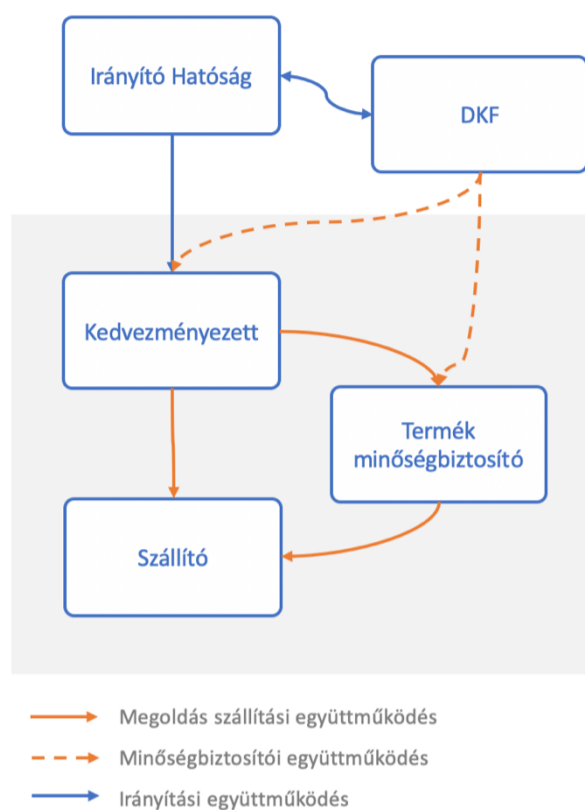 Irányító Hatóság
DKF
Kedvezményezett
Termék
minőségbiztosító
Szállító
Megoldás szállítási együttműködés
Minőségbiztosítói együttműködés
Irányítási együttműködés